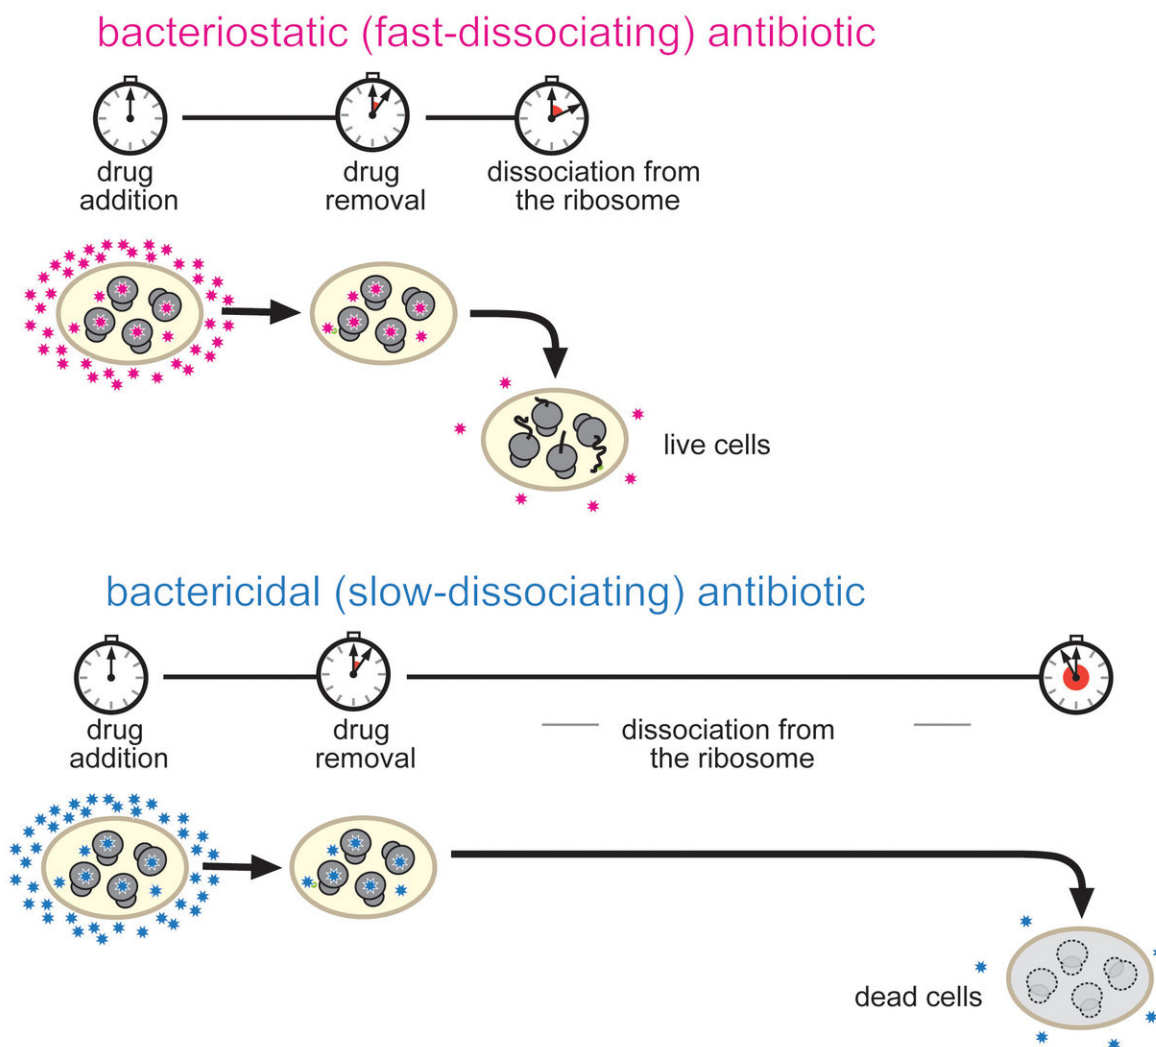 bacteriostatic (fast-dissociating) antibiotic
drug
addition
drug
removal
dissociation from
the ribosome
live cells
bactericidal (slow-dissociating) antibiotic
drug
addition
drug
removal
dissociation from
the ribosome
dead cells